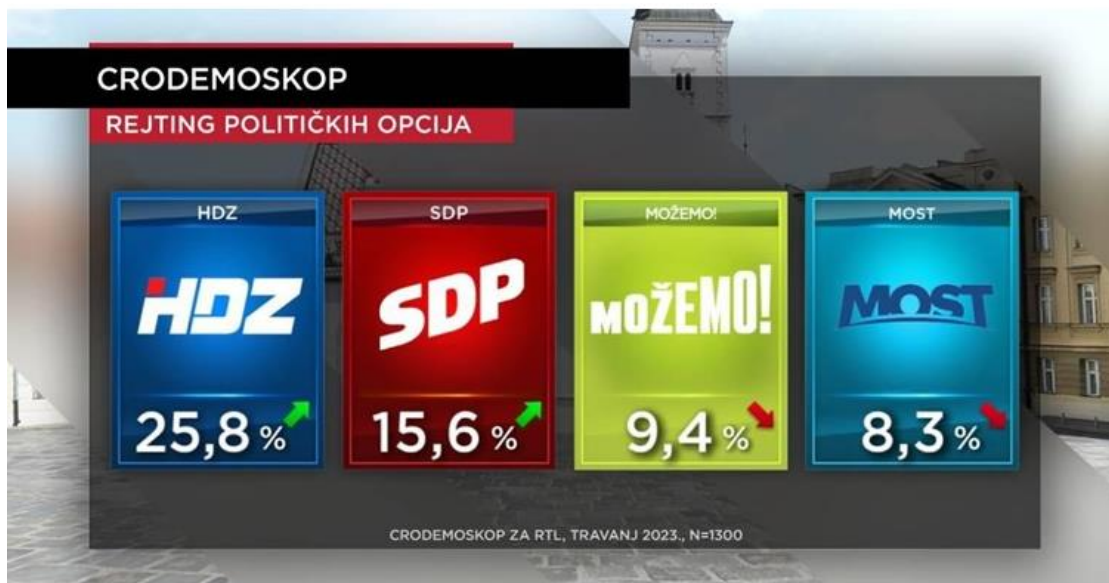 CRODEMOSKOP
REJTING POLITIČKIH OPCIJA
HDZ
HDZ
25,8 %
SDP
SDP
15,6 %
MOŽEMO!
MOŽEMO!
9,4 %
MOST
MOST
8,3 %
CRODEMOSKOP ZA RTL, TRAVANJ 2023., N=1300